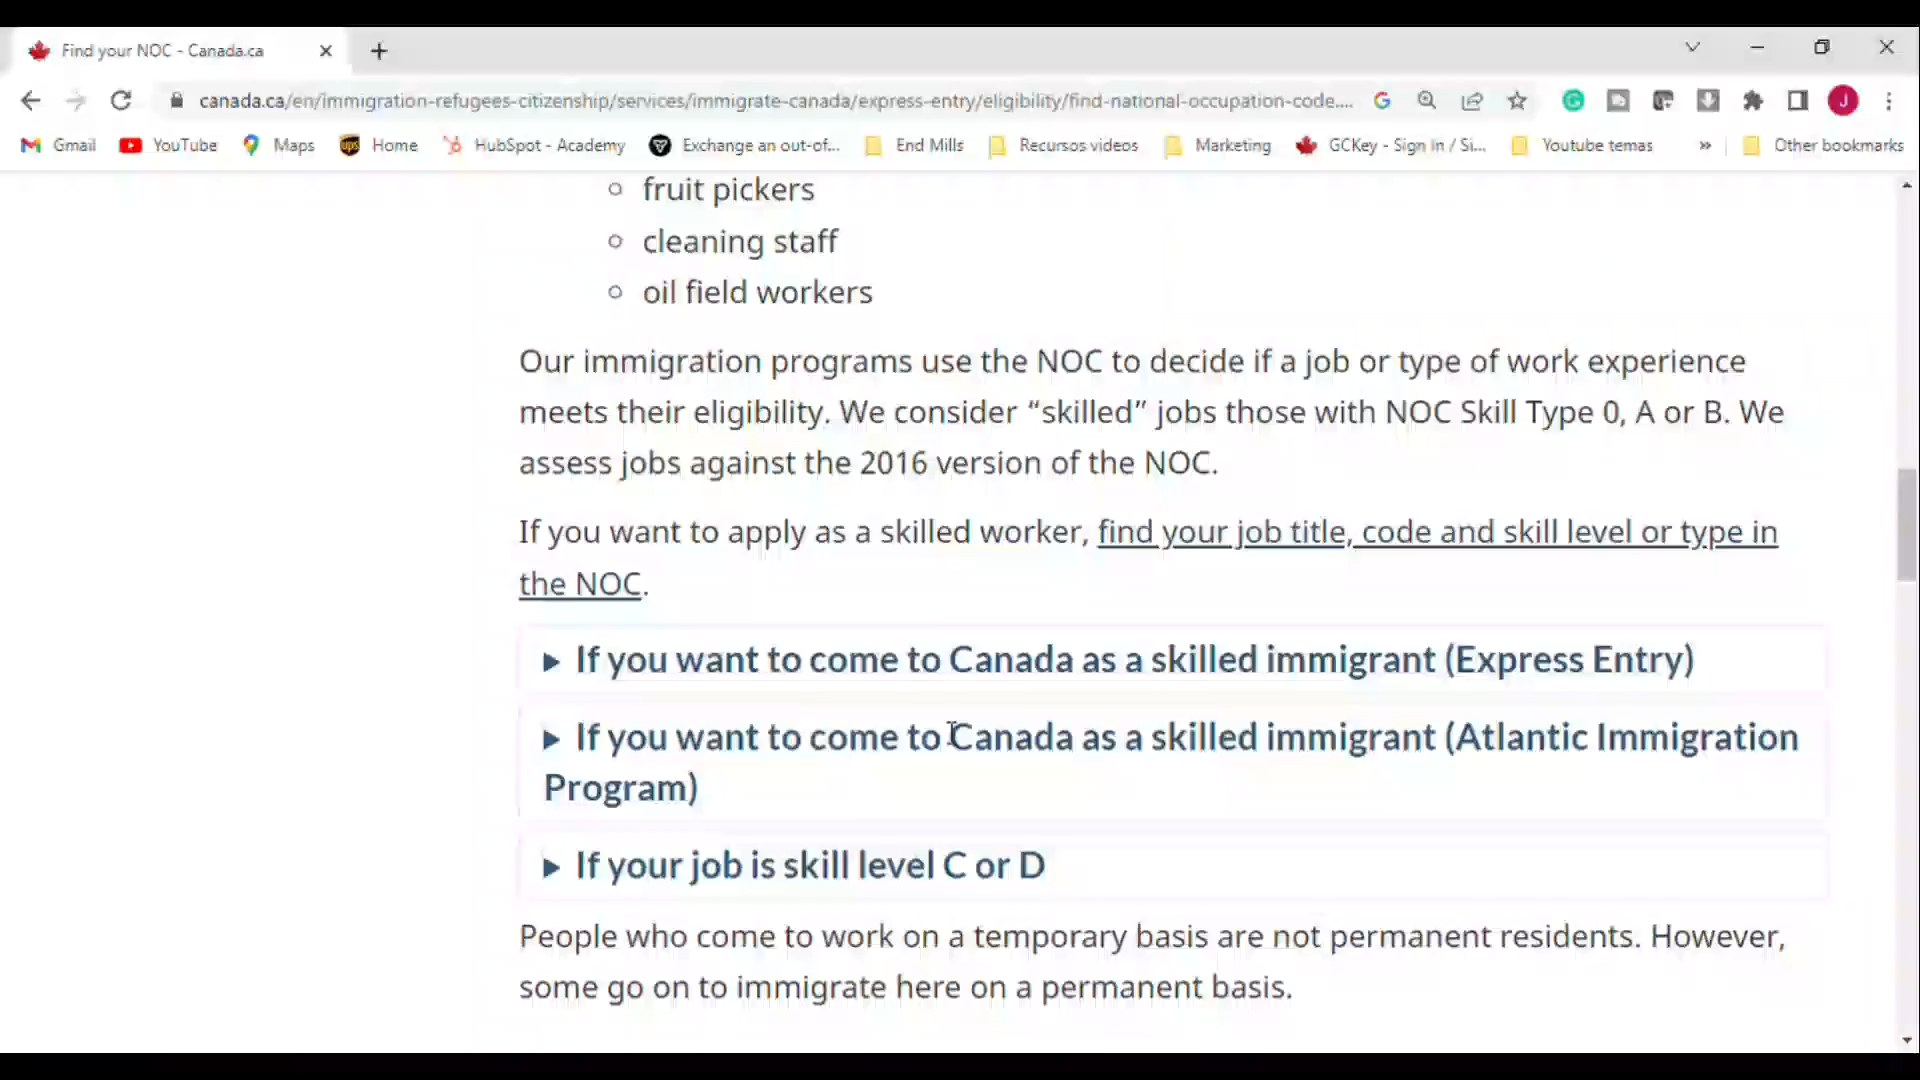 Find your NOC - Canada.ca
canada.ca/en/immigration-refugees-citizenship/services/immigrate-canada/express-entry/eligibility/find-national-occupation-code....
J
Gmail YouTube Maps ups Home HubSpot - Academy Exchange an out-of... End Mills Recursos videos Marketing GCKey - Sign In / Si... Youtube temas » Other bookmarks
fruit pickers
cleaning staff
oil field workers
Our immigration programs use the NOC to decide if a job or type of work experience
meets their eligibility. We consider “skilled” jobs those with NOC Skill Type 0, A or B. We
assess jobs against the 2016 version of the NOC.
If you want to apply as a skilled worker, find your job title, code and skill level or type in
the NOC.
If you want to come to Canada as a skilled immigrant (Express Entry)
If you want to come to Canada as a skilled immigrant (Atlantic Immigration
Program)
If your job is skill level C or D
People who come to work on a temporary basis are not permanent residents. However,
some go on to immigrate here on a permanent basis.